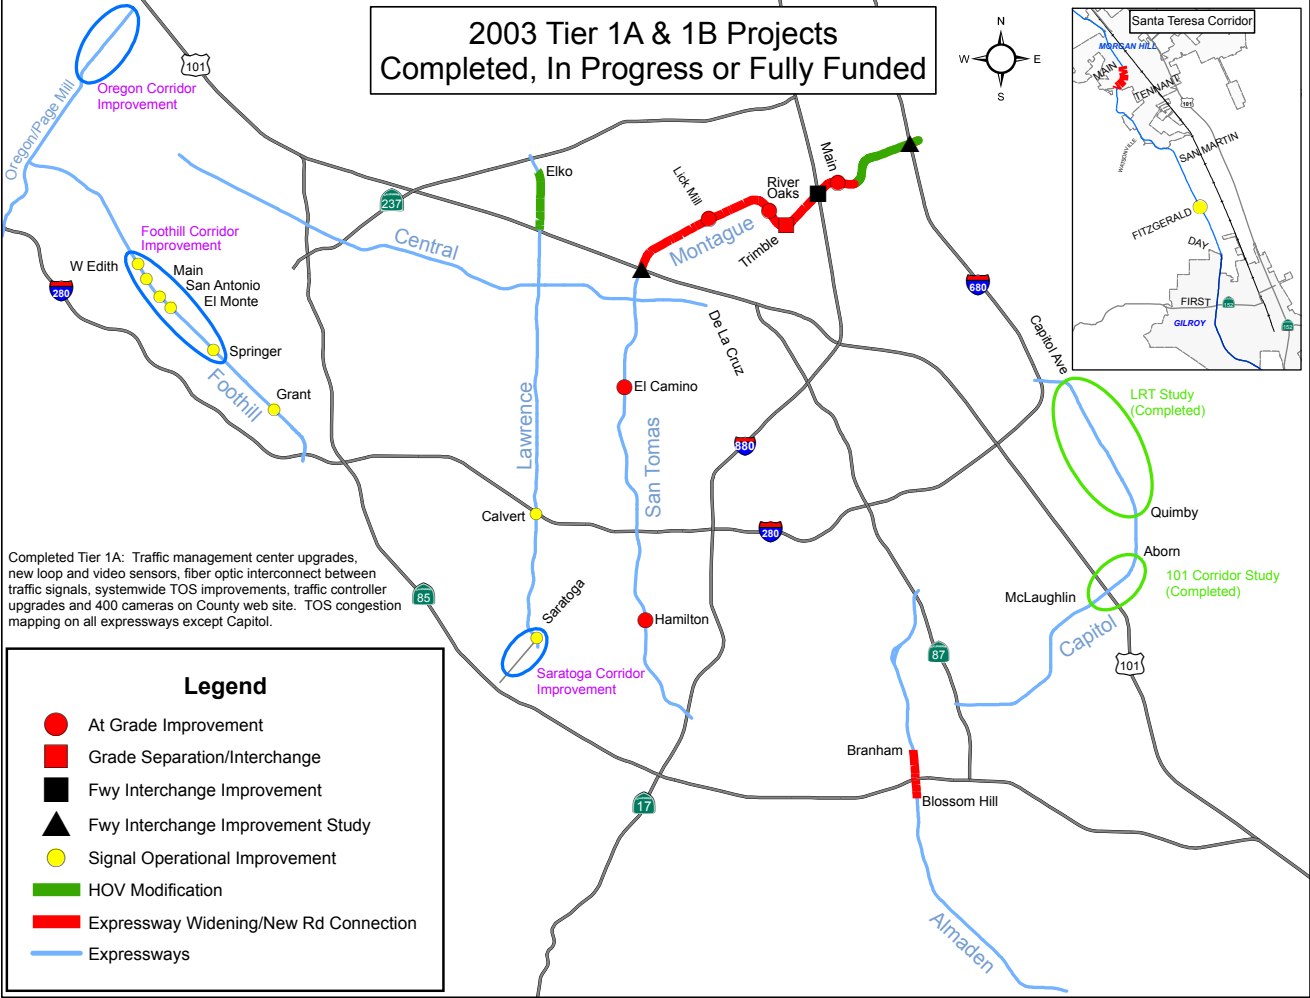 2003 Tier 1A & 1B Projects
Completed, In Progress or Fully Funded
N
W
E
S
Santa Teresa Corridor
MORGAN HILL
MAIN
TENNANT
101
WATSONVILLE
SAN MARTIN
FITZGERALD
DAY
FIRST
152
GILROY
152
101
Oregon Corridor
Improvement
Oregon/Page Mill
237
Elko
Central
Lick Mill
River
Oaks
Main
Montague
Trimble
Foothill Corridor
Improvement
W Edith
Main
San Antonio
El Monte
Springer
Grant
Foothill
280
680
De La Cruz
Capitol Ave
El Camino
Lawrence
San Tomas
880
LRT Study
(Completed)
Quimby
Calvert
280
Aborn
101 Corridor Study
(Completed)
McLaughlin
Capitol
Completed Tier 1A: Traffic management center upgrades,
new loop and video sensors, fiber optic interconnect between
traffic signals, systemwide TOS improvements, traffic controller
upgrades and 400 cameras on County web site. TOS congestion
mapping on all expressways except Capitol.
85
Saratoga
Hamilton
Saratoga Corridor
Improvement
87
101
Branham
Blossom Hill
17
Almaden
Legend
At Grade Improvement
Grade Separation/Interchange
Fwy Interchange Improvement
Fwy Interchange Improvement Study
Signal Operational Improvement
HOV Modification
Expressway Widening/New Rd Connection
Expressways